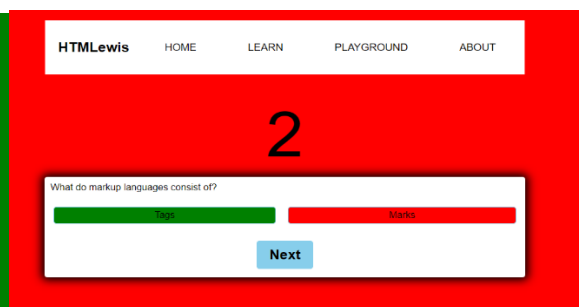 HTMLewis HOME LEARN PLAYGROUND ABOUT
2
What do markup languages consist of?
Tags Marks
Next